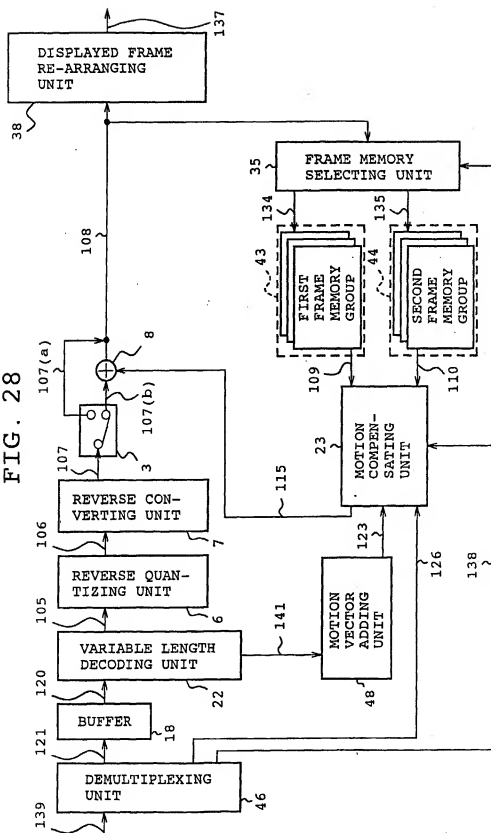 FIG. 28
139
DEMULTIPLEXING
UNIT
46
121
BUFFER
18
120
VARIABLE LENGTH
DECODING UNIT
22
105
REVERSE QUAN-
TIZING UNIT
6
106
REVERSE CON-
VERTING UNIT
7
107
3
107(a)
107(b)
8
108
DISPLAYED FRAME
RE-ARRANGING
UNIT
38
137
141
MOTION
VECTOR
ADDING
UNIT
48
123
115
126
138
MOTION
COMPEN-
SATING
UNIT
23
109
110
FIRST
FRAME
MEMORY
GROUP
43
SECOND
FRAME
MEMORY
GROUP
44
134
135
FRAME MEMORY
SELECTING UNIT
35